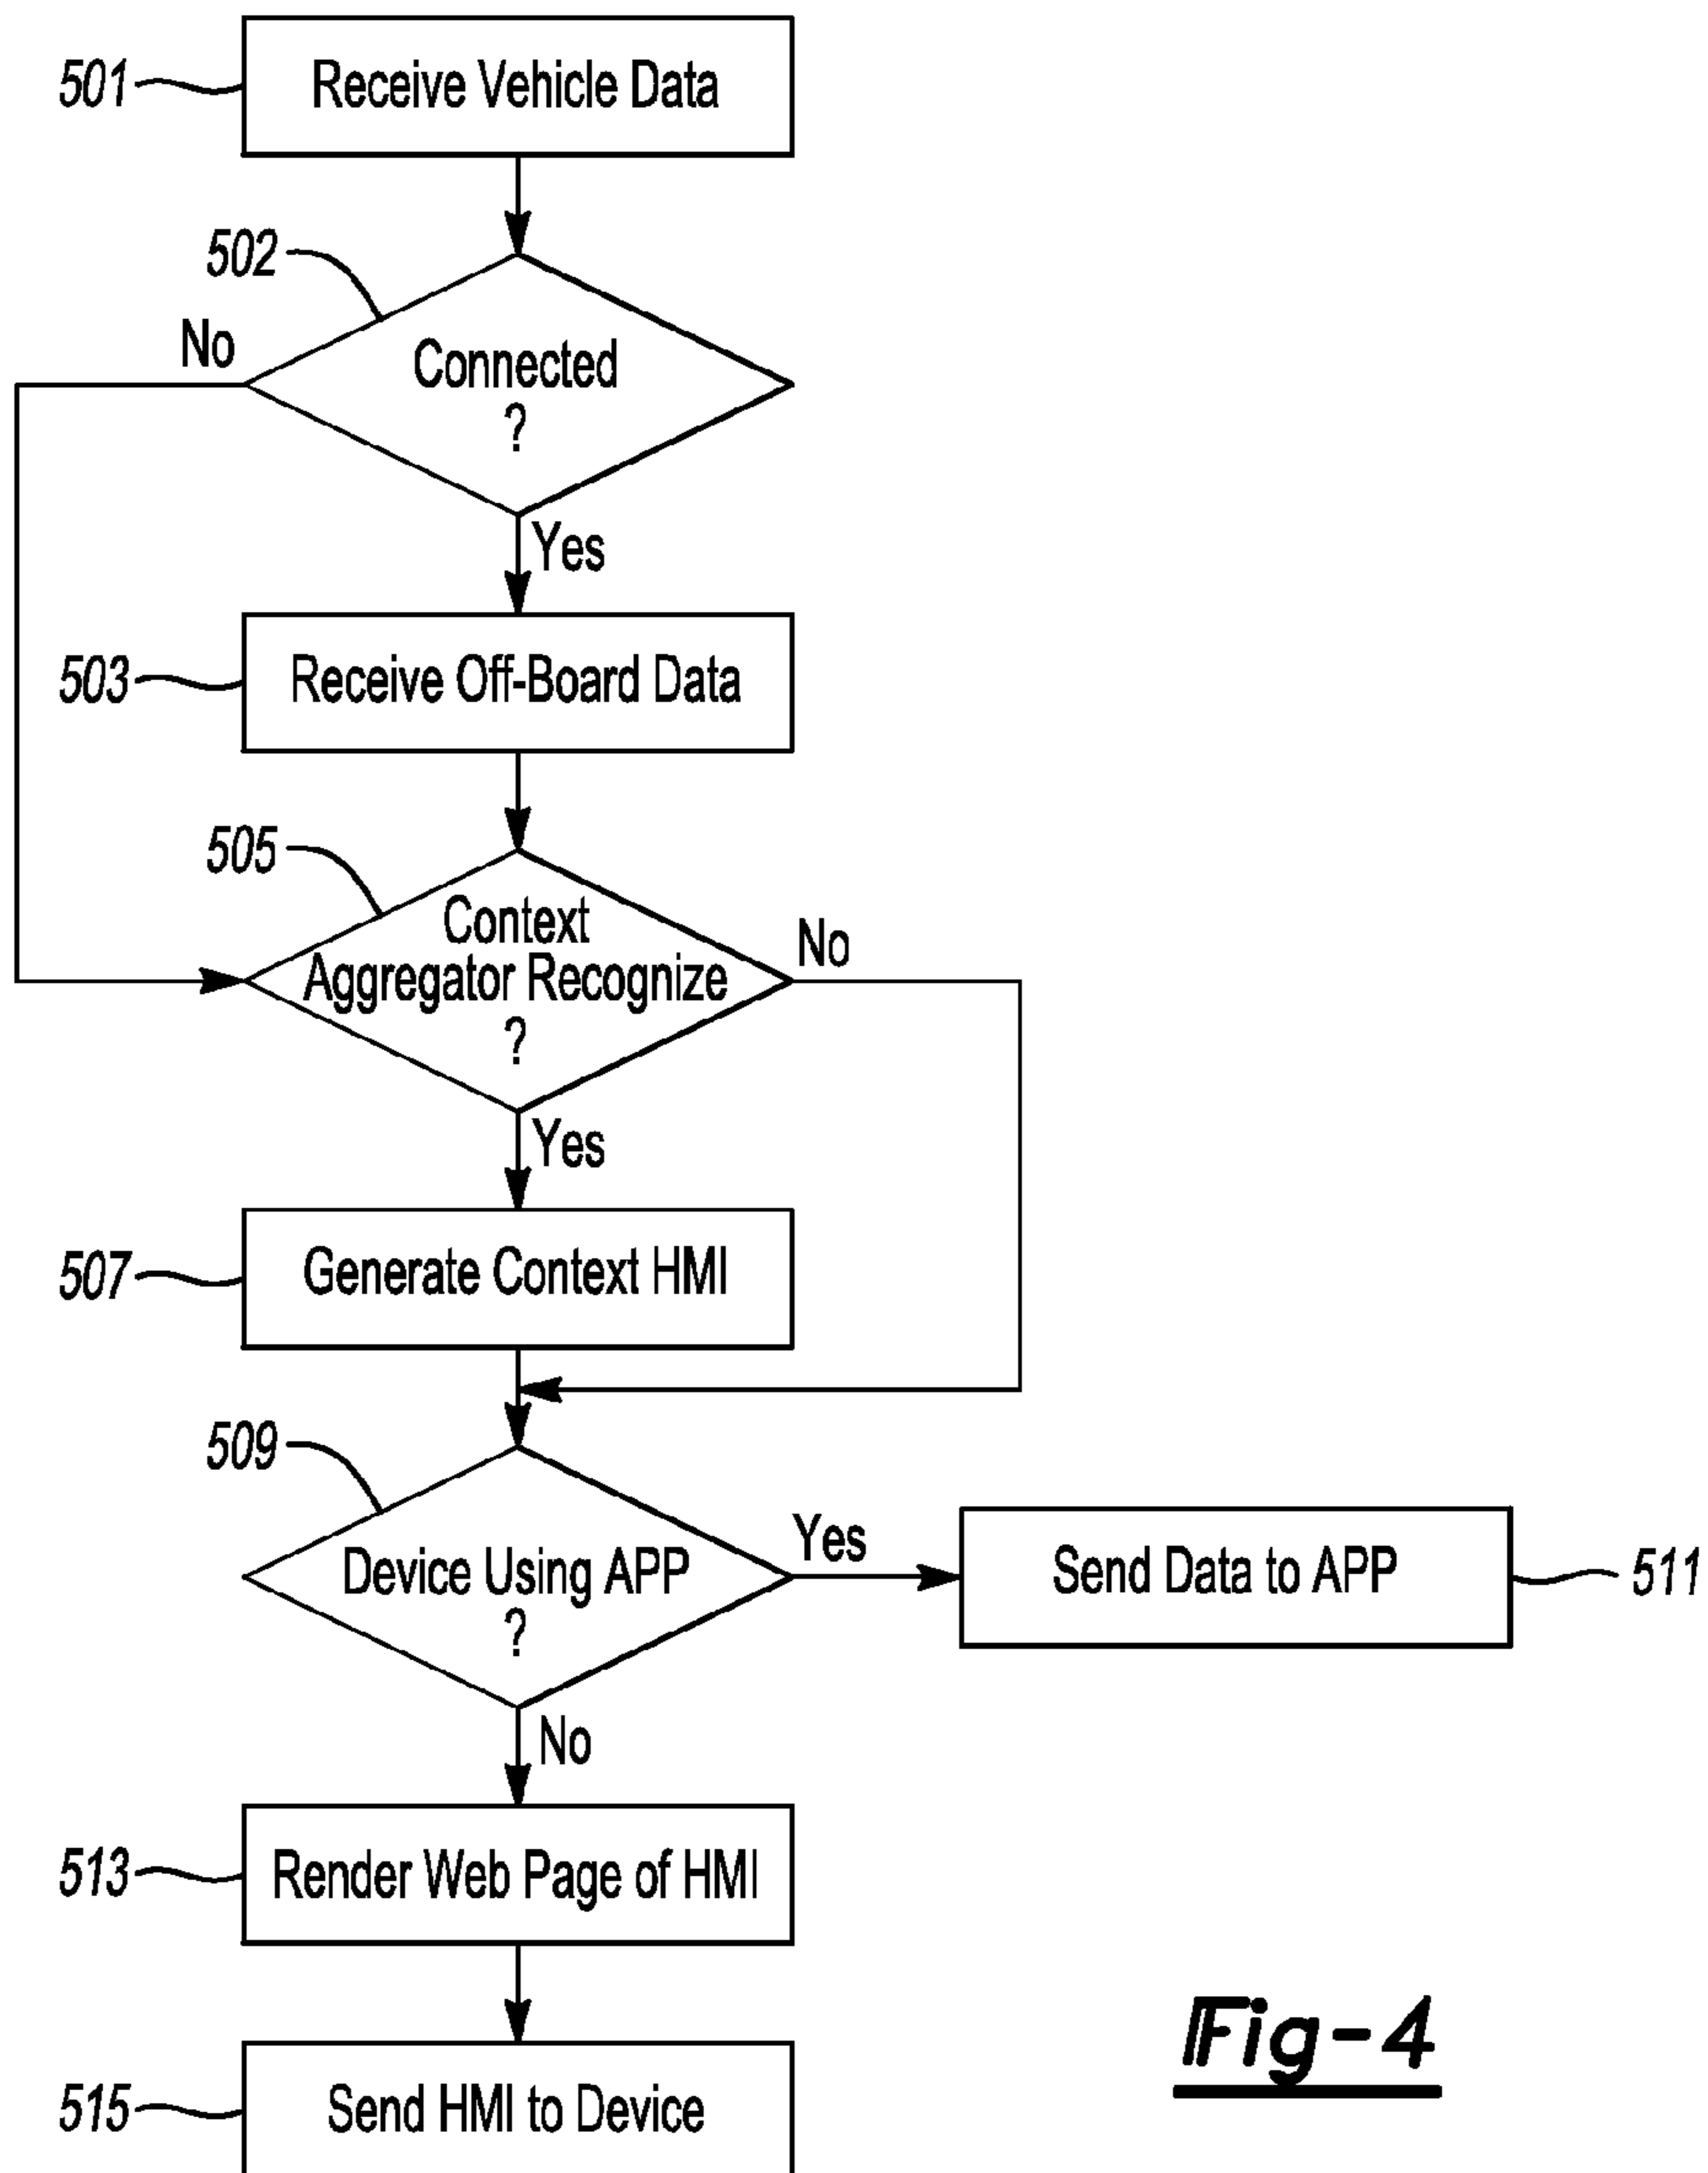 501
Receive Vehicle Data
502
No
Connected
?
Yes
503
Receive Off-Board Data
505
Context
Aggregator Recognize
?
No
Yes
507
Generate Context HMI
509
Device Using APP
?
Yes
Send Data to APP
511
No
513
Render Web Page of HMI
515
Send HMI to Device
Fig-4